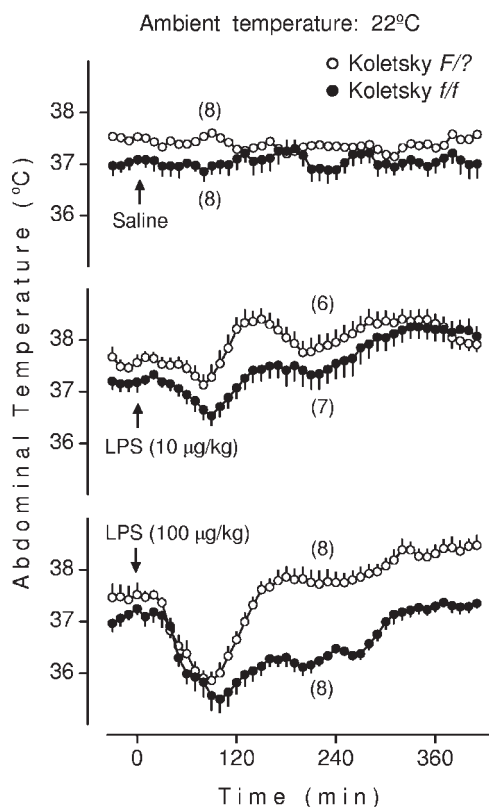 Ambient temperature: 22ºC
Koletsky F/?
Koletsky f/f
38
(8)
37
36
Saline
(8)
(6)
38
37
36
(7)
LPS (10 µg/kg)
LPS (100 µg/kg)
(8)
38
37
36
(8)
0 120 240 360
Time (min)
Abdominal Temperature (ºC)